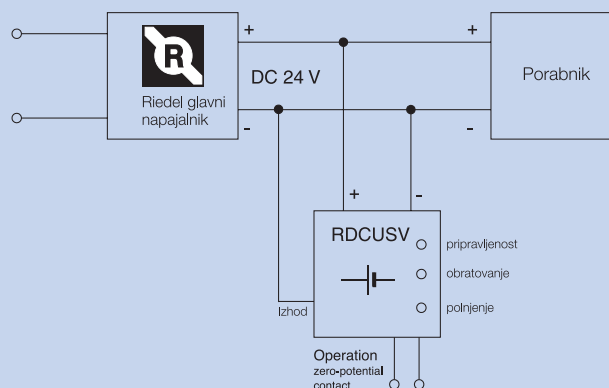 R
Riedel glavni
napajalnik
+
-
DC 24 V
+
-
Porabnik
+
-
RDCUSV
pripravljenost
obratovanje
polnjenje
Izhod
Operation
zero-potential
contact